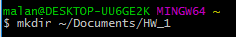 malan@DESKTOP-UU6GE2K MINGW64 ~
$ mkdir ~/Documents/HW_1